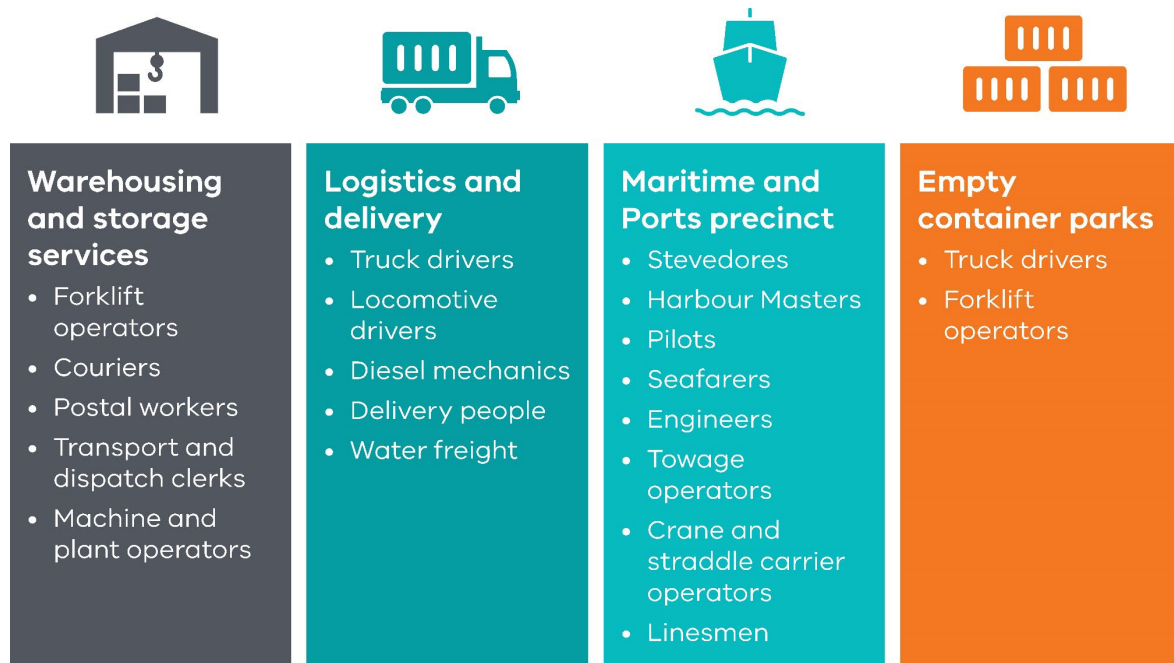 Warehousing
and storage
services
• Forklift
operators
• Couriers
• Postal workers
• Transport and
dispatch clerks
• Machine and
plant operators
Logistics and
delivery
• Truck drivers
• Locomotive
drivers
• Diesel mechanics
• Delivery people
• Water freight
Maritime and
Ports precinct
• Stevedores
• Harbour Masters
• Pilots
• Seafarers
• Engineers
• Towage
operators
• Crane and
straddle carrier
operators
• Linesmen
Empty
container parks
• Truck drivers
• Forklift
operators